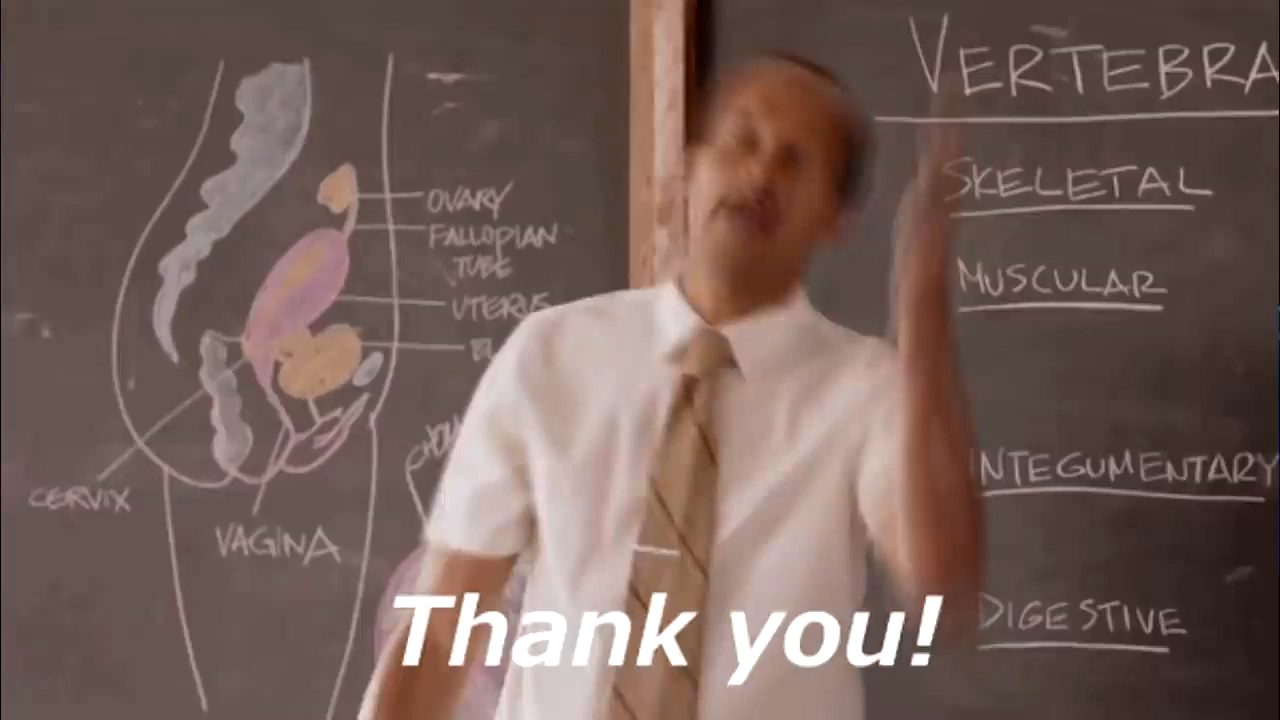 OVARY
FALLOPIAN
TUBE
UTERUS
CERVIX
VAGINA
VERTEBRA
SKELETAL
MUSCULAR
INTEGUMENTARY
DIGESTIVE
Thank you!